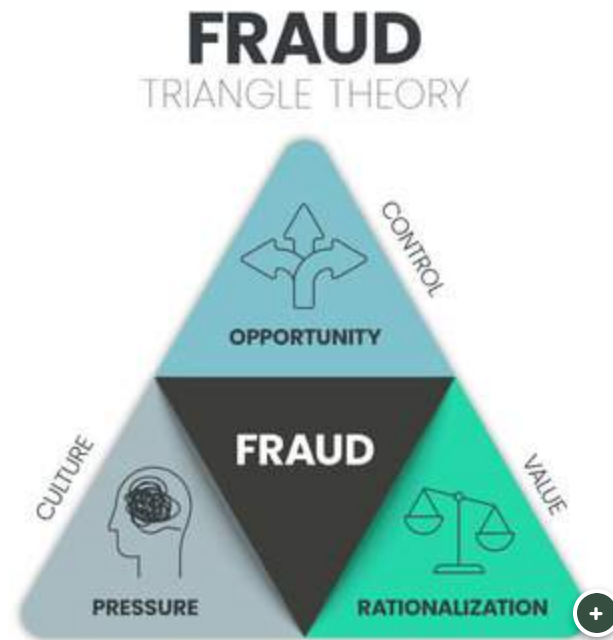 FRAUD
TRIANGLE THEORY
CONTROL
OPPORTUNITY
FRAUD
CULTURE
VALUE
PRESSURE
RATIONALIZATION
+